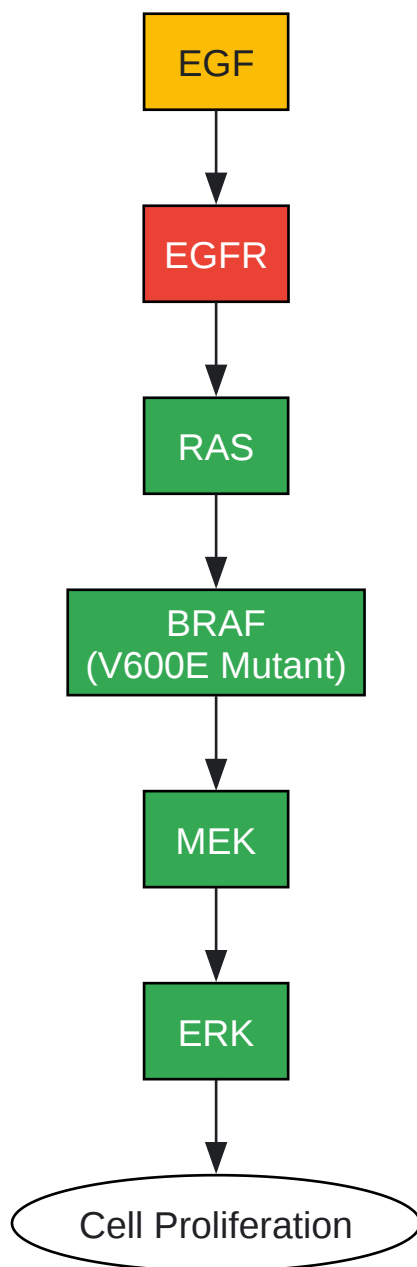 EGF
EGFR
RAS
BRAF
(V600E Mutant)
MEK
ERK
Cell Proliferation